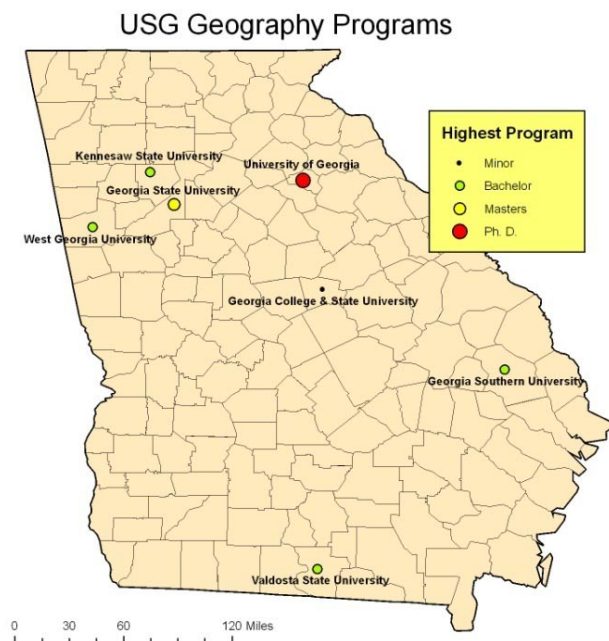 USG Geography Programs
Highest Program
Minor
Bachelor
Masters
Ph. D.
Kennesaw State University
University of Georgia
Georgia State University
West Georgia University
Georgia College & State University
Georgia Southern University
Valdosta State University
0 30 60 120 Miles